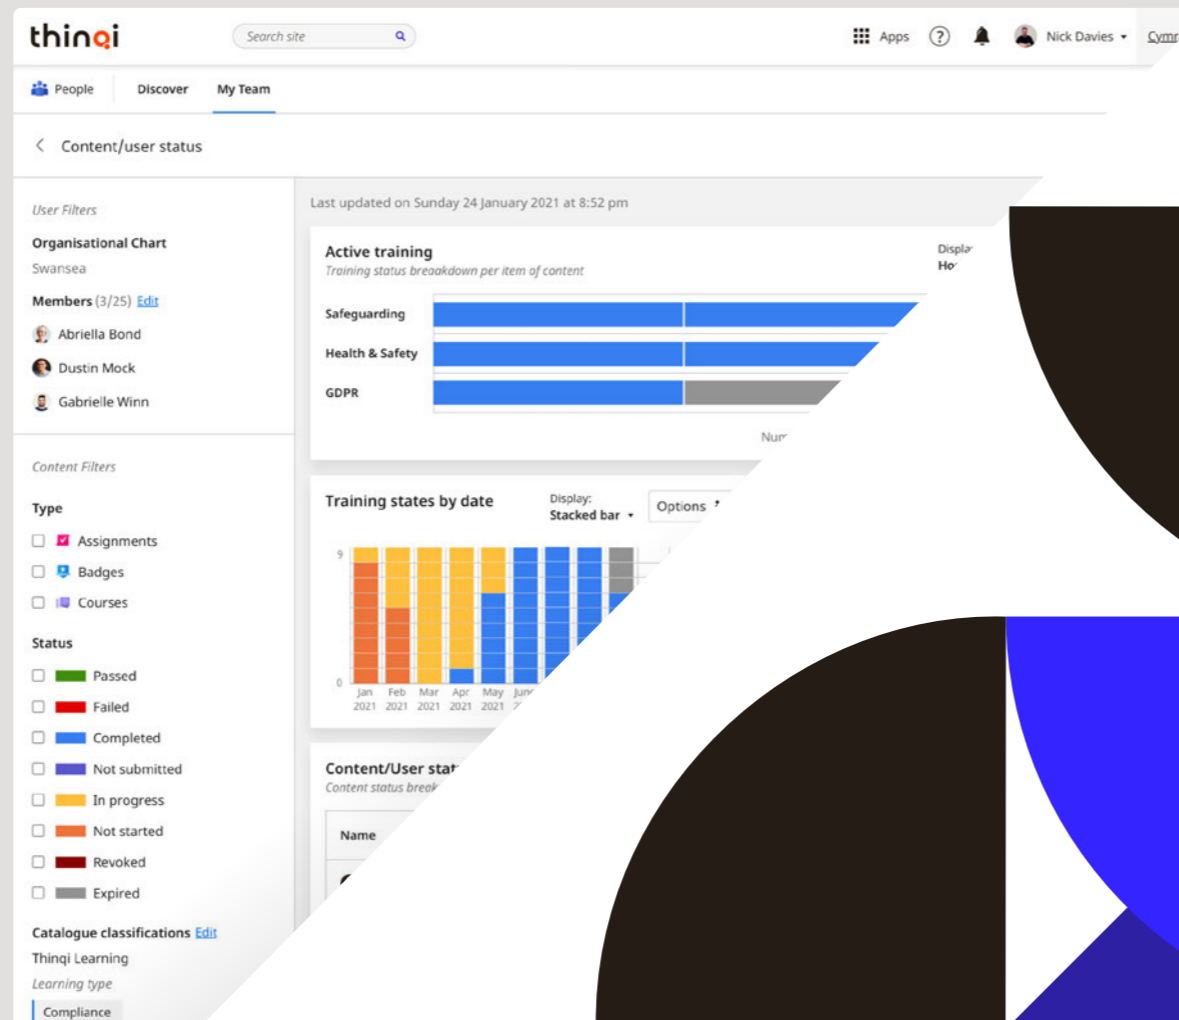 thinqi
Search site
Apps
?
Nick Davies
People
Discover
My Team
Content/user status
User Filters
Organisational Chart
Swansea
Members (3/25) Edit
Abriella Bond
Dustin Mock
Gabrielle Winn
Content Filters
Type
Assignments
Badges
Courses
Status
Passed
Failed
Completed
Not submitted
In progress
Not started
Revoked
Expired
Catalogue classifications Edit
Thinqi Learning
Learning type
Compliance
Last updated on Sunday 24 January 2021 at 8:52 pm
Active training
Training status breakdown per item of content
Safeguarding
Health & Safety
GDPR
Training states by date
Display:
Stacked bar
Options
9
0
Jan Feb Mar Apr May June
2021 2021 2021 2021 2021
Content/User
Content status
Name